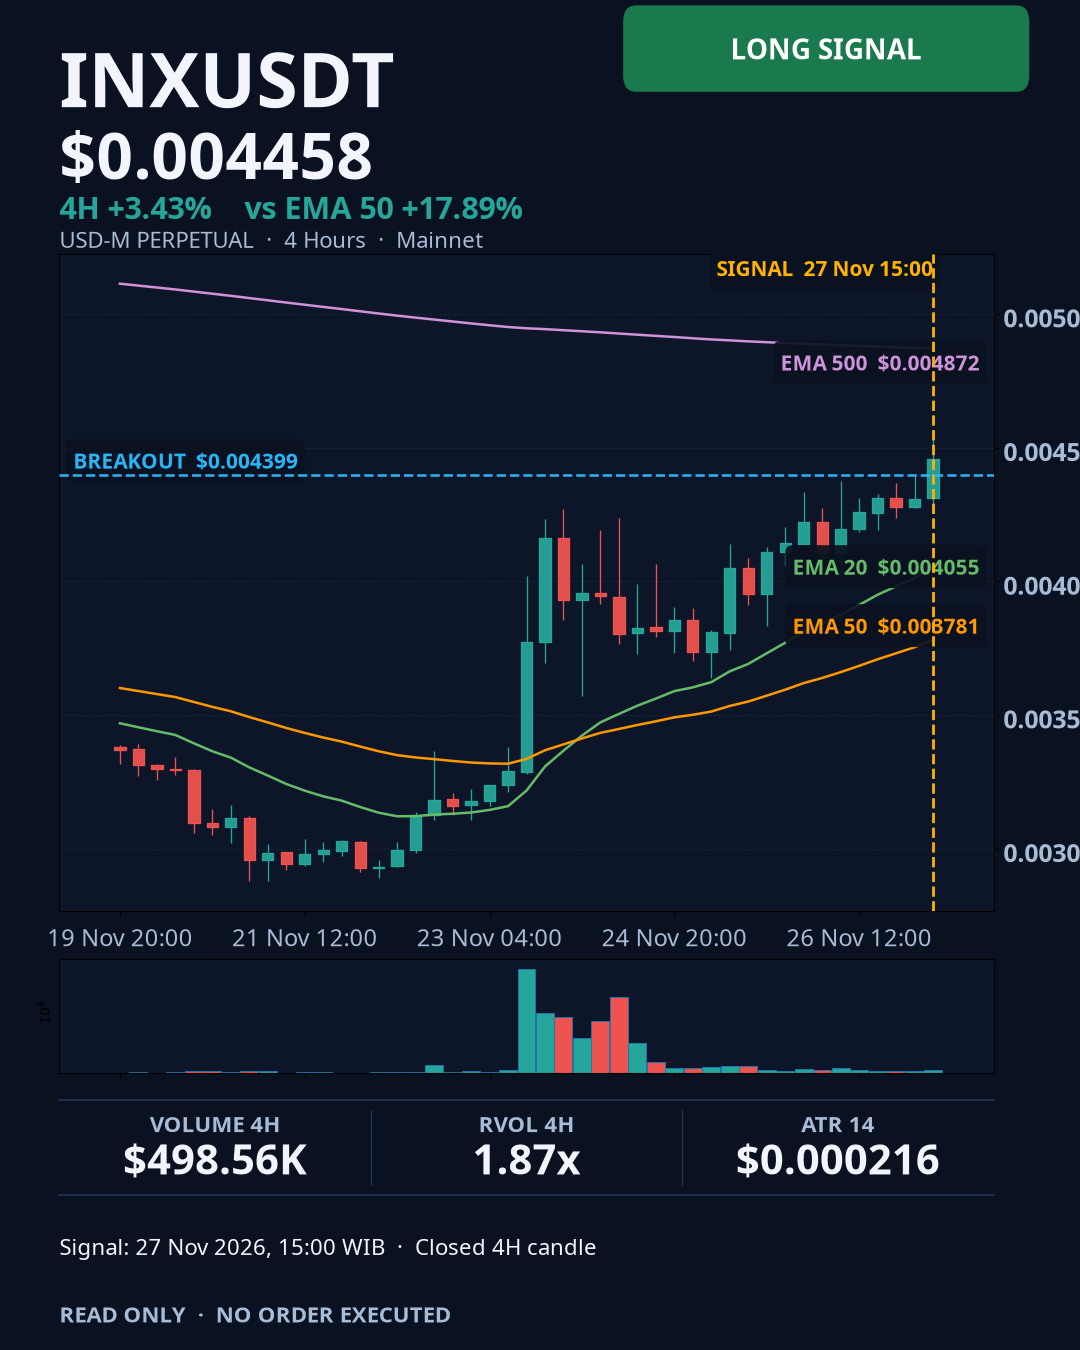 LONG SIGNAL
INXUSDT
$0.004458
4H +3.43% vs EMA 50 +17.89%
USD-M PERPETUAL · 4 Hours · Mainnet
SIGNAL 27 Nov 15:00
0.0050
EMA 500 $0.004872
0.0045
BREAKOUT $0.004399
EMA 20 $0.004055
0.0040
EMA 50 $0.003781
0.0035
0.0030
19 Nov 20:00 21 Nov 12:00 23 Nov 04:00 24 Nov 20:00 26 Nov 12:00
10⁶
VOLUME 4H RVOL 4H ATR 14
$498.56K 1.87x $0.000216
Signal: 27 Nov 2026, 15:00 WIB · Closed 4H candle
READ ONLY · NO ORDER EXECUTED